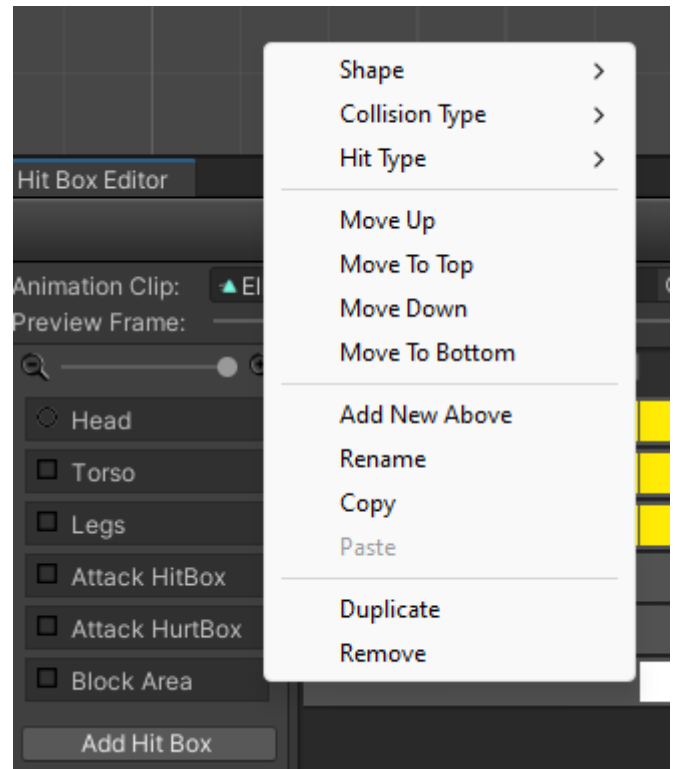 Shape
Collision Type
Hit Type
Hit Box Editor
Move Up
Move To Top
Animation Clip:
Move Down
Preview Frame:
Move To Bottom
Head
Add New Above
Torso
Rename
Legs
Copy
Paste
Attack HitBox
Duplicate
Attack HurtBox
Remove
Block Area
Add Hit Box